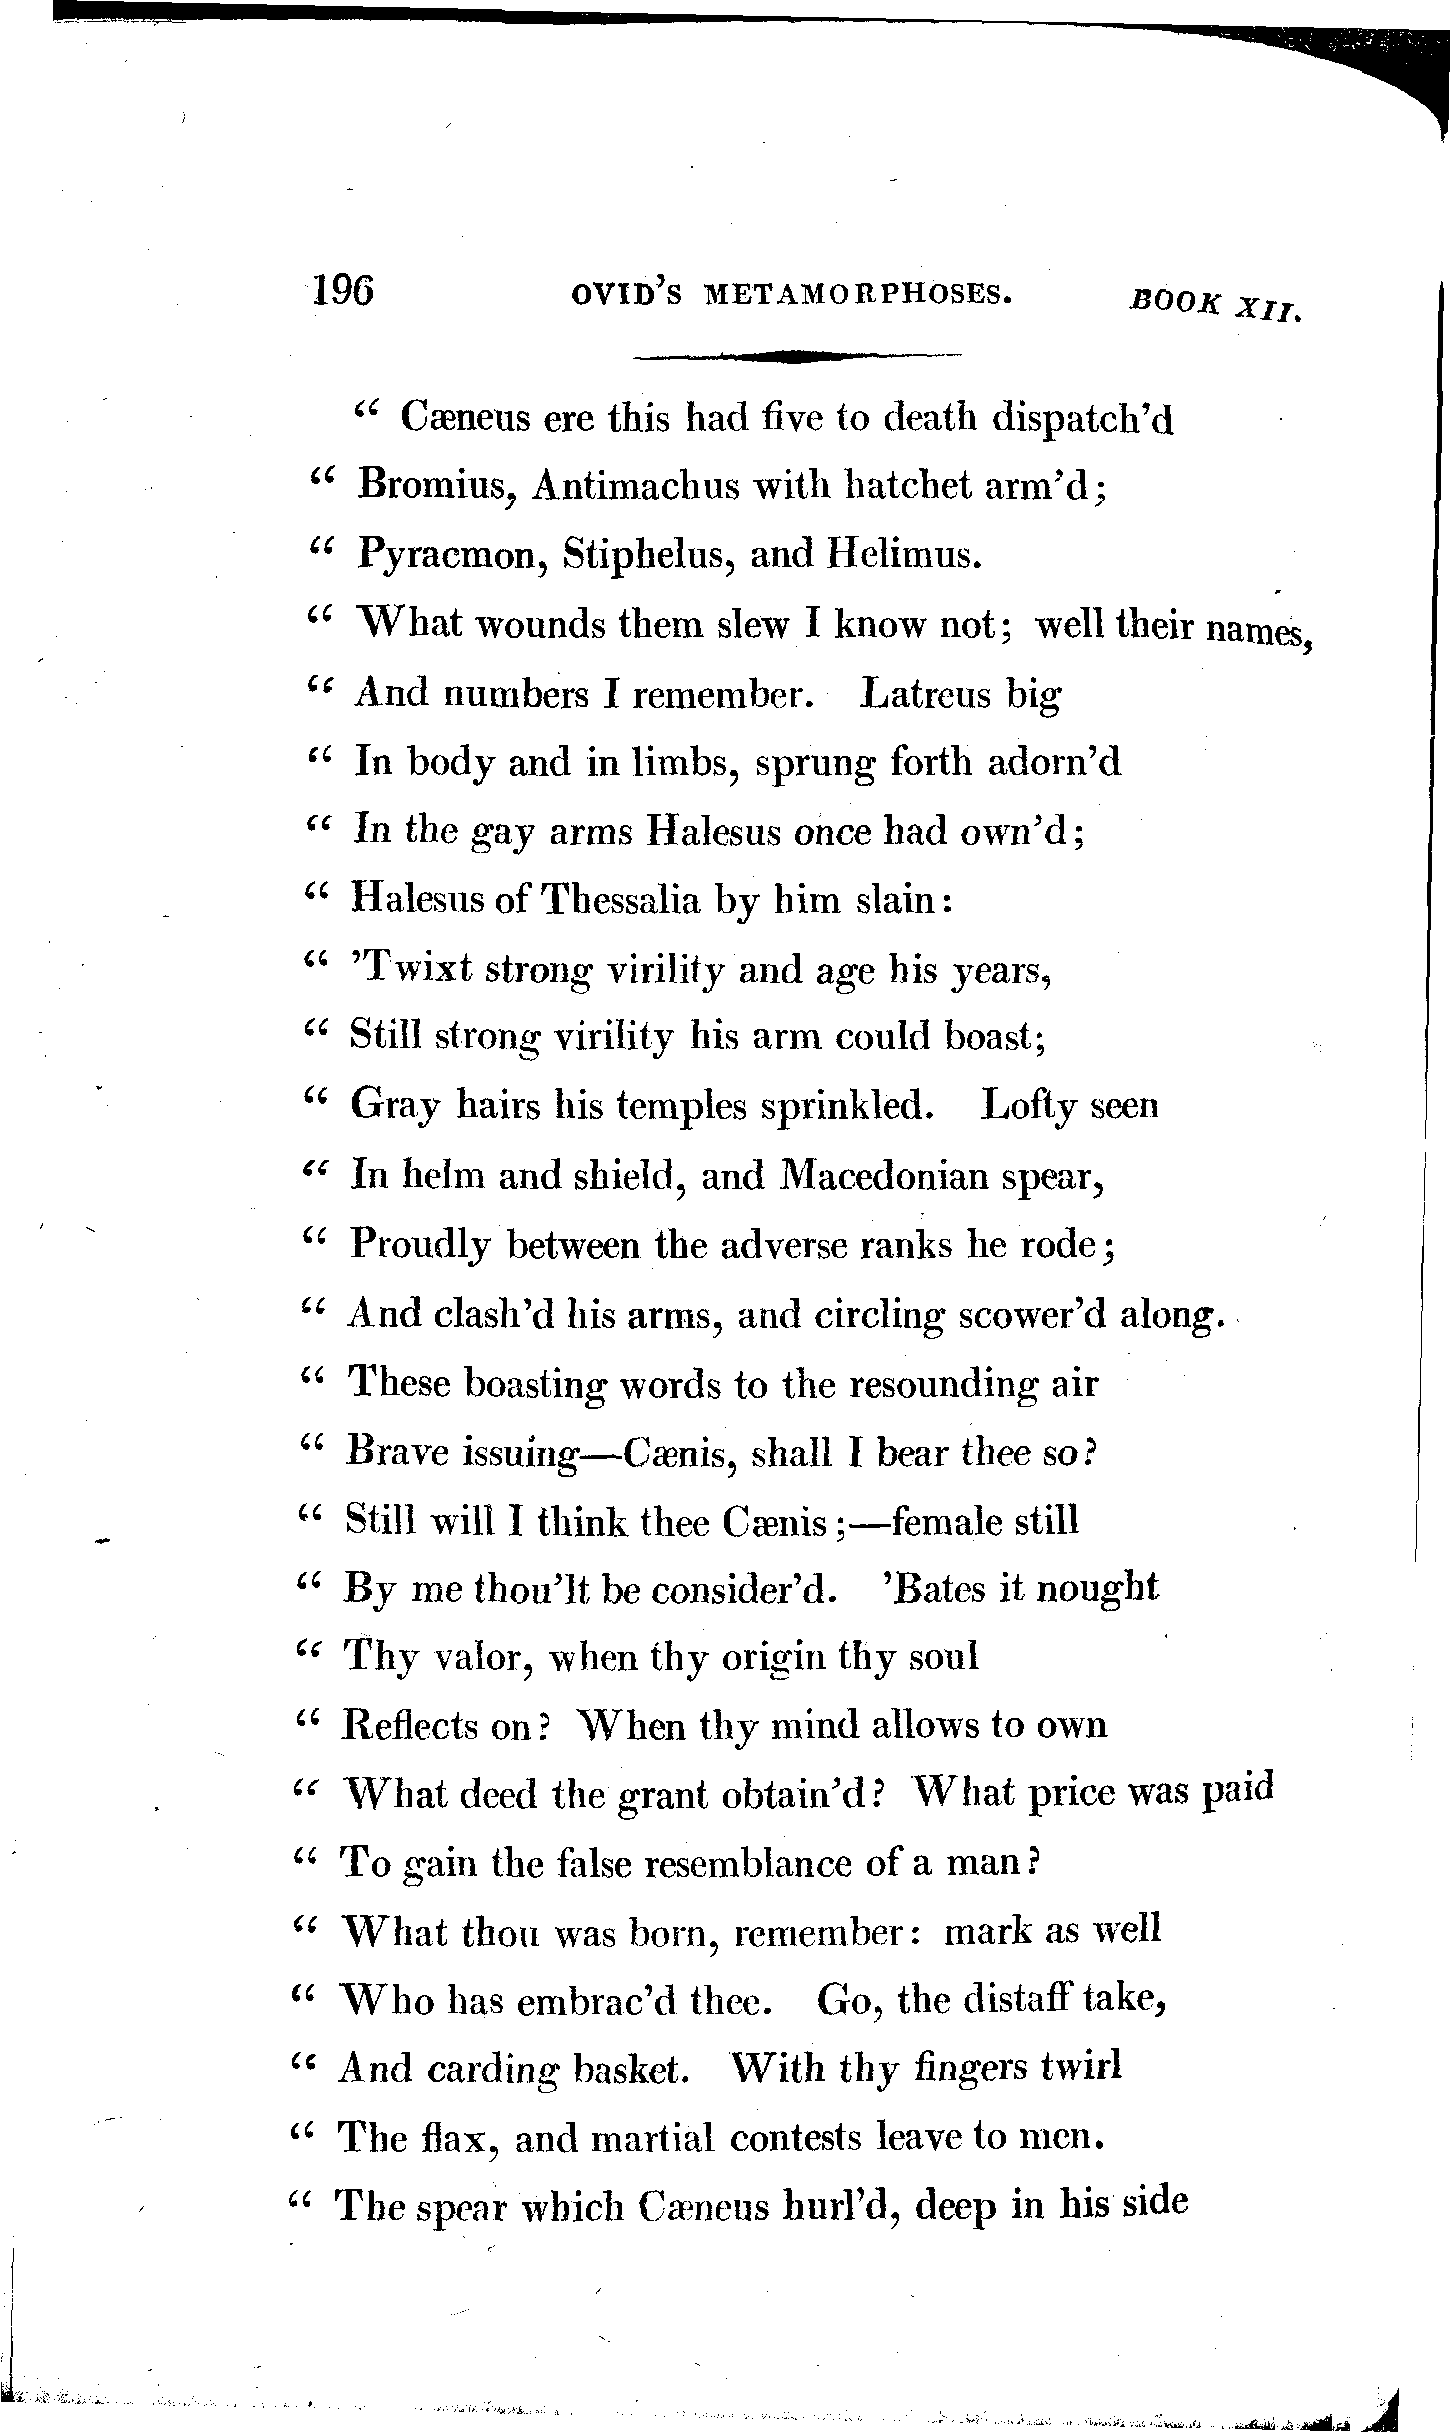 196 OVID'S METAMORPHOSES. BOOK XII.
“ Cæneus ere this had five to death dispatch'd
“ Bromius, Antimachus with hatchet arm'd;
“ Pyracmon, Stiphelus, and Helimus.
“ What wounds them slew I know not; well their names,
“ And numbers I remember. Latreus big
“ In body and in limbs, sprung forth adorn'd
“ In the gay arms Halesus once had own'd;
“ Halesus of Thessalia by him slain:
“ 'Twixt strong virility and age his years,
“ Still strong virility his arm could boast;
“ Gray hairs his temples sprinkled. Lofty seen
“ In helm and shield, and Macedonian spear,
“ Proudly between the adverse ranks he rode;
“ And clash'd his arms, and circling scower'd along.
“ These boasting words to the resounding air
“ Brave issuing—Cænis, shall I bear thee so?
“ Still will I think thee Cænis;—female still
“ By me thou'lt be consider'd. 'Bates it nought
“ Thy valor, when thy origin thy soul
“ Reflects on? When thy mind allows to own
“ What deed the grant obtain'd? What price was paid
“ To gain the false resemblance of a man?
“ What thou was born, remember: mark as well
“ Who has embrac'd thee. Go, the distaff take,
“ And carding basket. With thy fingers twirl
“ The flax, and martial contests leave to men.
“ The spear which Cæneus hurl'd, deep in his side